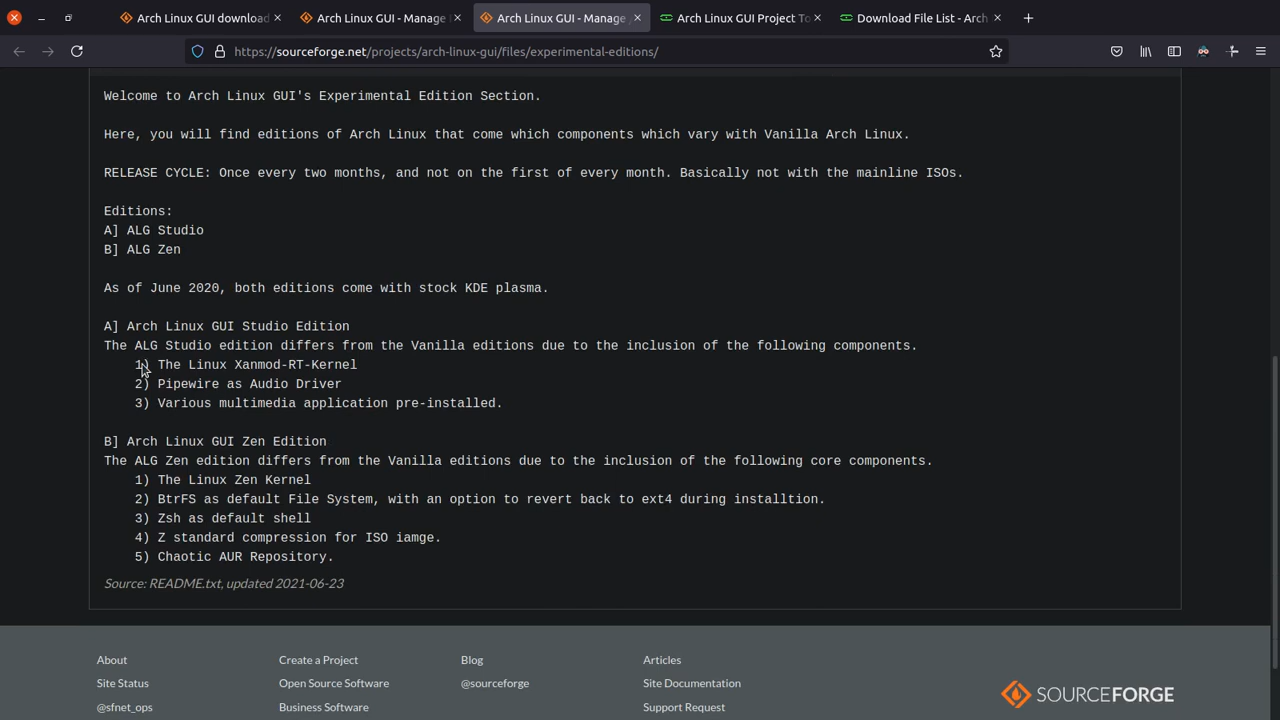 Arch Linux GUI download
Arch Linux GUI - Manage
Arch Linux GUI - Manage
Arch Linux GUI Project To
Download File List - Arch
https://sourceforge.net/projects/arch-linux-gui/files/experimental-editions/
Welcome to Arch Linux GUI's Experimental Edition Section.
Here, you will find editions of Arch Linux that come which components which vary with Vanilla Arch Linux.
RELEASE CYCLE: Once every two months, and not on the first of every month. Basically not with the mainline ISOs.
Editions:
A] ALG Studio
B] ALG Zen
As of June 2020, both editions come with stock KDE plasma.
A] Arch Linux GUI Studio Edition
The ALG Studio edition differs from the Vanilla editions due to the inclusion of the following components.
1) The Linux Xanmod-RT-Kernel
2) Pipewire as Audio Driver
3) Various multimedia application pre-installed.
B] Arch Linux GUI Zen Edition
The ALG Zen edition differs from the Vanilla editions due to the inclusion of the following core components.
1) The Linux Zen Kernel
2) BtrFS as default File System, with an option to revert back to ext4 during installtion.
3) Zsh as default shell
4) Z standard compression for ISO iamge.
5) Chaotic AUR Repository.
Source: README.txt, updated 2021-06-23
About
Create a Project
Blog
Articles
Site Status
Open Source Software
@sourceforge
Site Documentation
@sfnet_ops
Business Software
Support Request
SOURCEFORGE